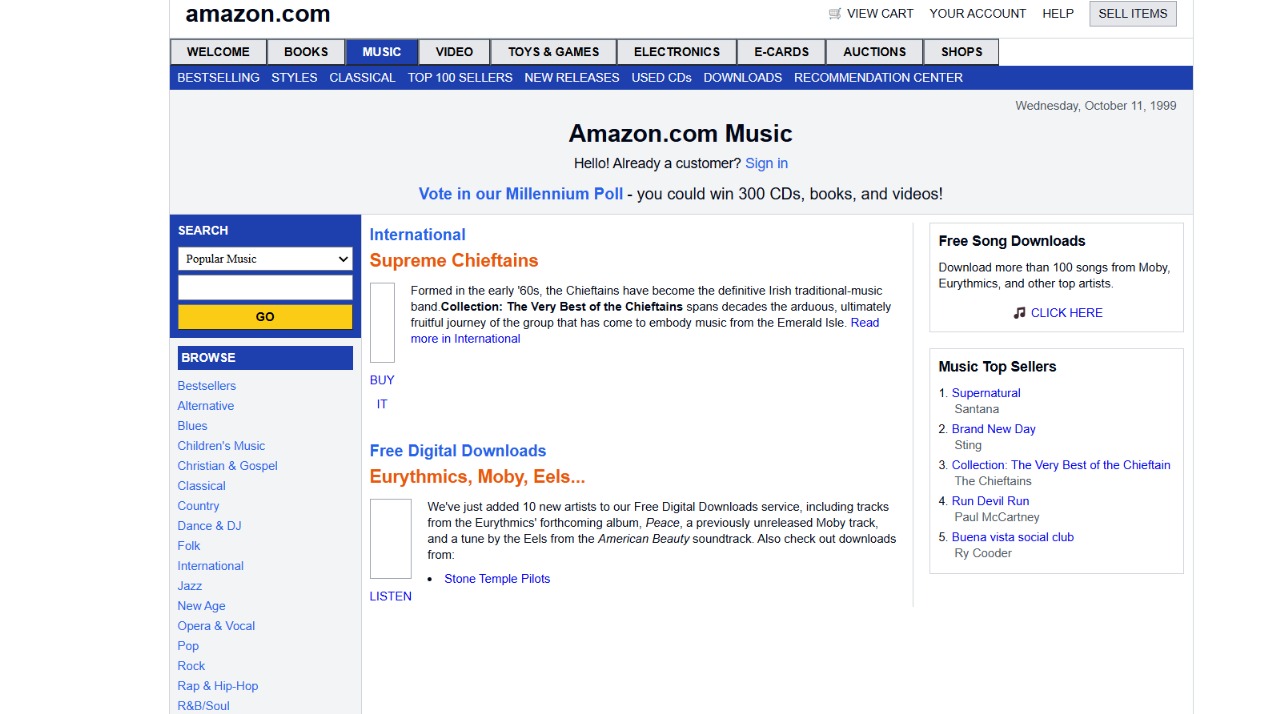 amazon.com
VIEW CART YOUR ACCOUNT HELP SELL ITEMS
WELCOME BOOKS MUSIC VIDEO TOYS & GAMES ELECTRONICS E-CARDS AUCTIONS SHOPS
BESTSELLING STYLES CLASSICAL TOP 100 SELLERS NEW RELEASES USED CDs DOWNLOADS RECOMMENDATION CENTER
Wednesday, October 11, 1999
Amazon.com Music
Hello! Already a customer? Sign in
Vote in our Millennium Poll - you could win 300 CDs, books, and videos!
SEARCH
Popular Music
GO
BROWSE
Bestsellers
Alternative
Blues
Children's Music
Christian & Gospel
Classical
Country
Dance & DJ
Folk
International
Jazz
New Age
Opera & Vocal
Pop
Rock
Rap & Hip-Hop
R&B/Soul
International
Supreme Chieftains
Formed in the early '60s, the Chieftains have become the definitive Irish traditional-music
band.Collection: The Very Best of the Chieftains spans decades the arduous, ultimately
fruitful journey of the group that has come to embody music from the Emerald Isle. Read
more in International
BUY
IT
Free Digital Downloads
Eurythmics, Moby, Eels...
We've just added 10 new artists to our Free Digital Downloads service, including tracks
from the Eurythmics' forthcoming album, Peace, a previously unreleased Moby track,
and a tune by the Eels from the American Beauty soundtrack. Also check out downloads
from:
• Stone Temple Pilots
LISTEN
Free Song Downloads
Download more than 100 songs from Moby,
Eurythmics, and other top artists.
CLICK HERE
Music Top Sellers
1. Supernatural
Santana
2. Brand New Day
Sting
3. Collection: The Very Best of the Chieftain
The Chieftains
4. Run Devil Run
Paul McCartney
5. Buena vista social club
Ry Cooder